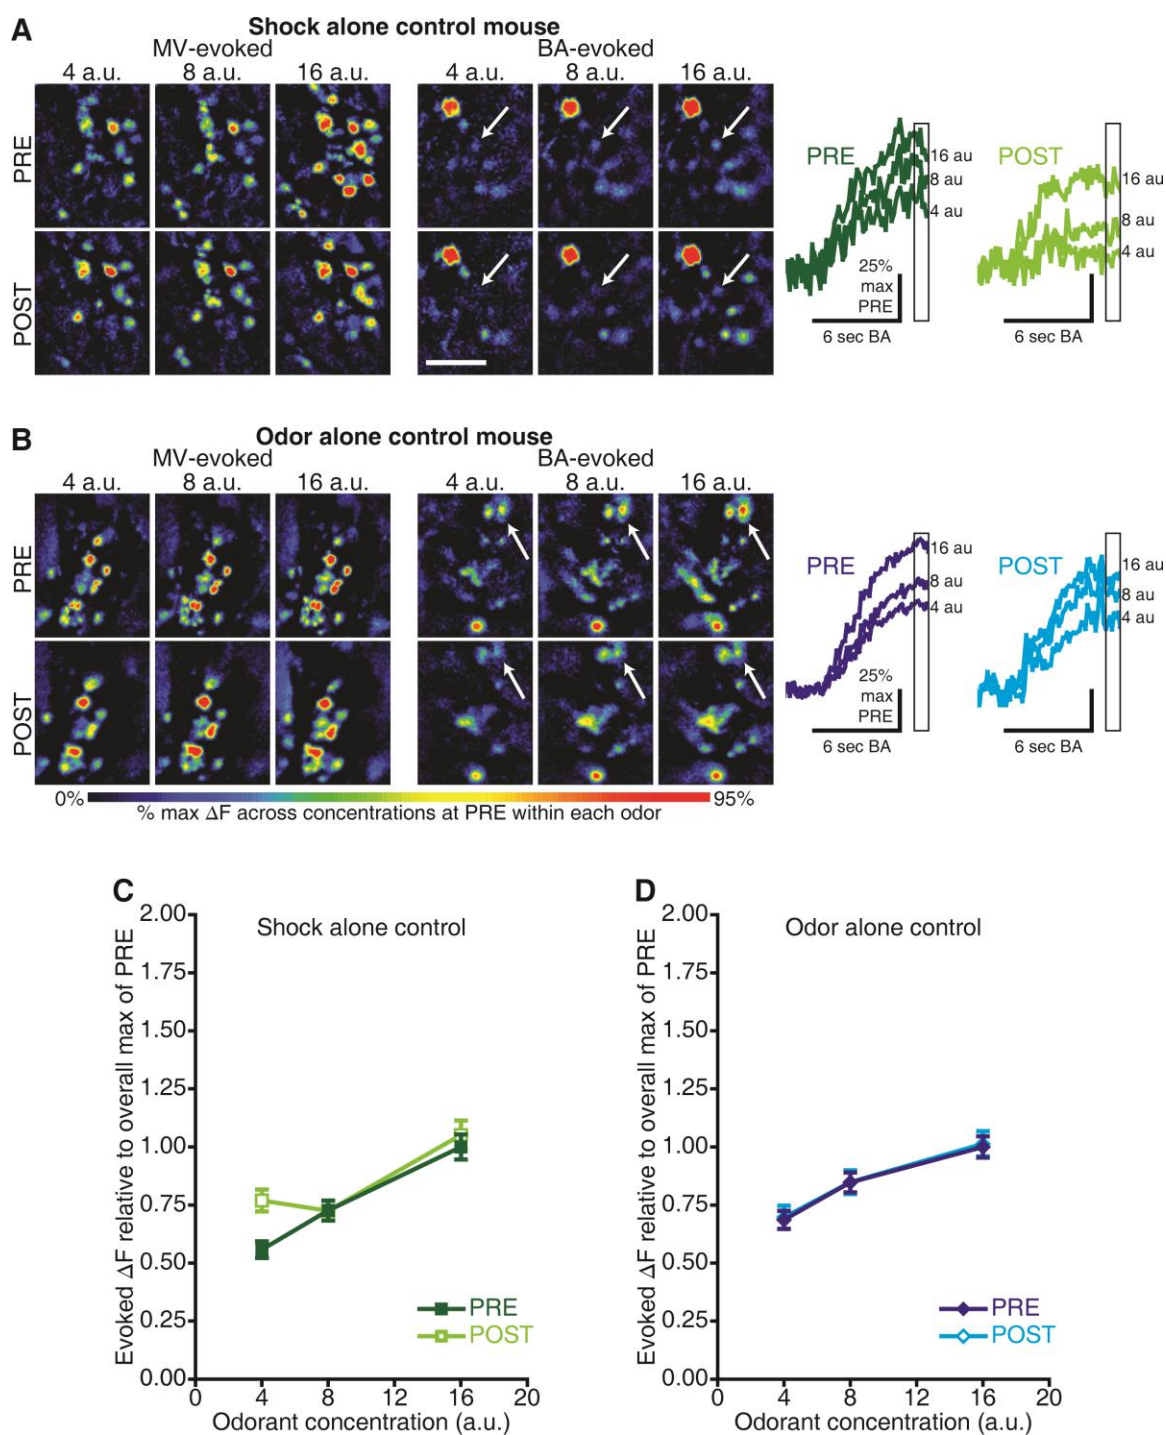 A
Shock alone control mouse
MV-evoked
BA-evoked
4 a.u.
8 a.u.
16 a.u.
4 a.u.
8 a.u.
16 a.u.
PRE
POST
PRE
16 au
8 au
4 au
25%
max
PRE
6 sec BA
POST
16 au
8 au
4 au
6 sec BA
B
Odor alone control mouse
MV-evoked
BA-evoked
4 a.u.
8 a.u.
16 a.u.
4 a.u.
8 a.u.
16 a.u.
PRE
POST
PRE
16 au
8 au
4 au
25%
max
PRE
6 sec BA
POST
16 au
8 au
4 au
6 sec BA
0%
95%
% max ΔF across concentrations at PRE within each odor
C
Shock alone control
Evoked ΔF relative to overall max of PRE
2.00
1.75
1.50
1.25
1.00
0.75
0.50
0.25
0.00
PRE
POST
0 4 8 12 16 20
Odorant concentration (a.u.)
D
Odor alone control
Evoked ΔF relative to overall max of PRE
2.00
1.75
1.50
1.25
1.00
0.75
0.50
0.25
0.00
PRE
POST
0 4 8 12 16 20
Odorant concentration (a.u.)